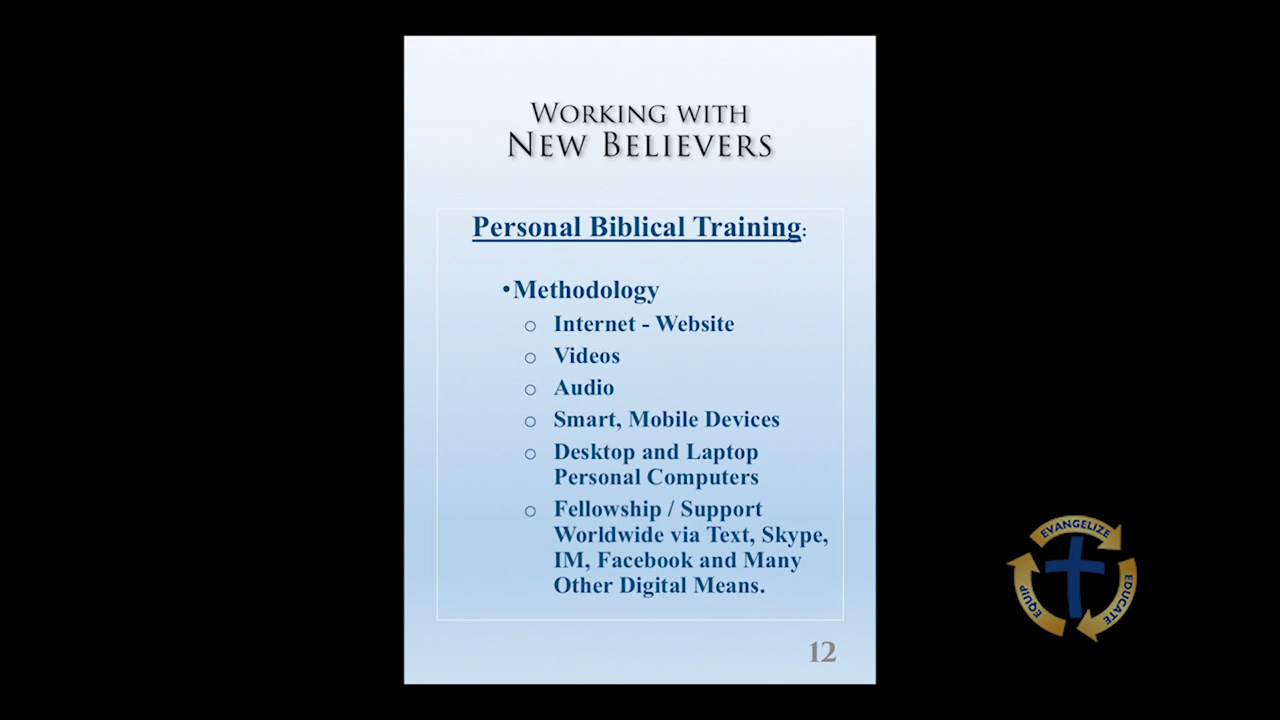 WORKING WITH
NEW BELIEVERS
Personal Biblical Training:
•Methodology
o Internet - Website
o Videos
o Audio
o Smart, Mobile Devices
o Desktop and Laptop
Personal Computers
o Fellowship / Support
Worldwide via Text, Skype,
IM, Facebook and Many
Other Digital Means.
12
EVANGELIZE
EDUCATE
EQUIP